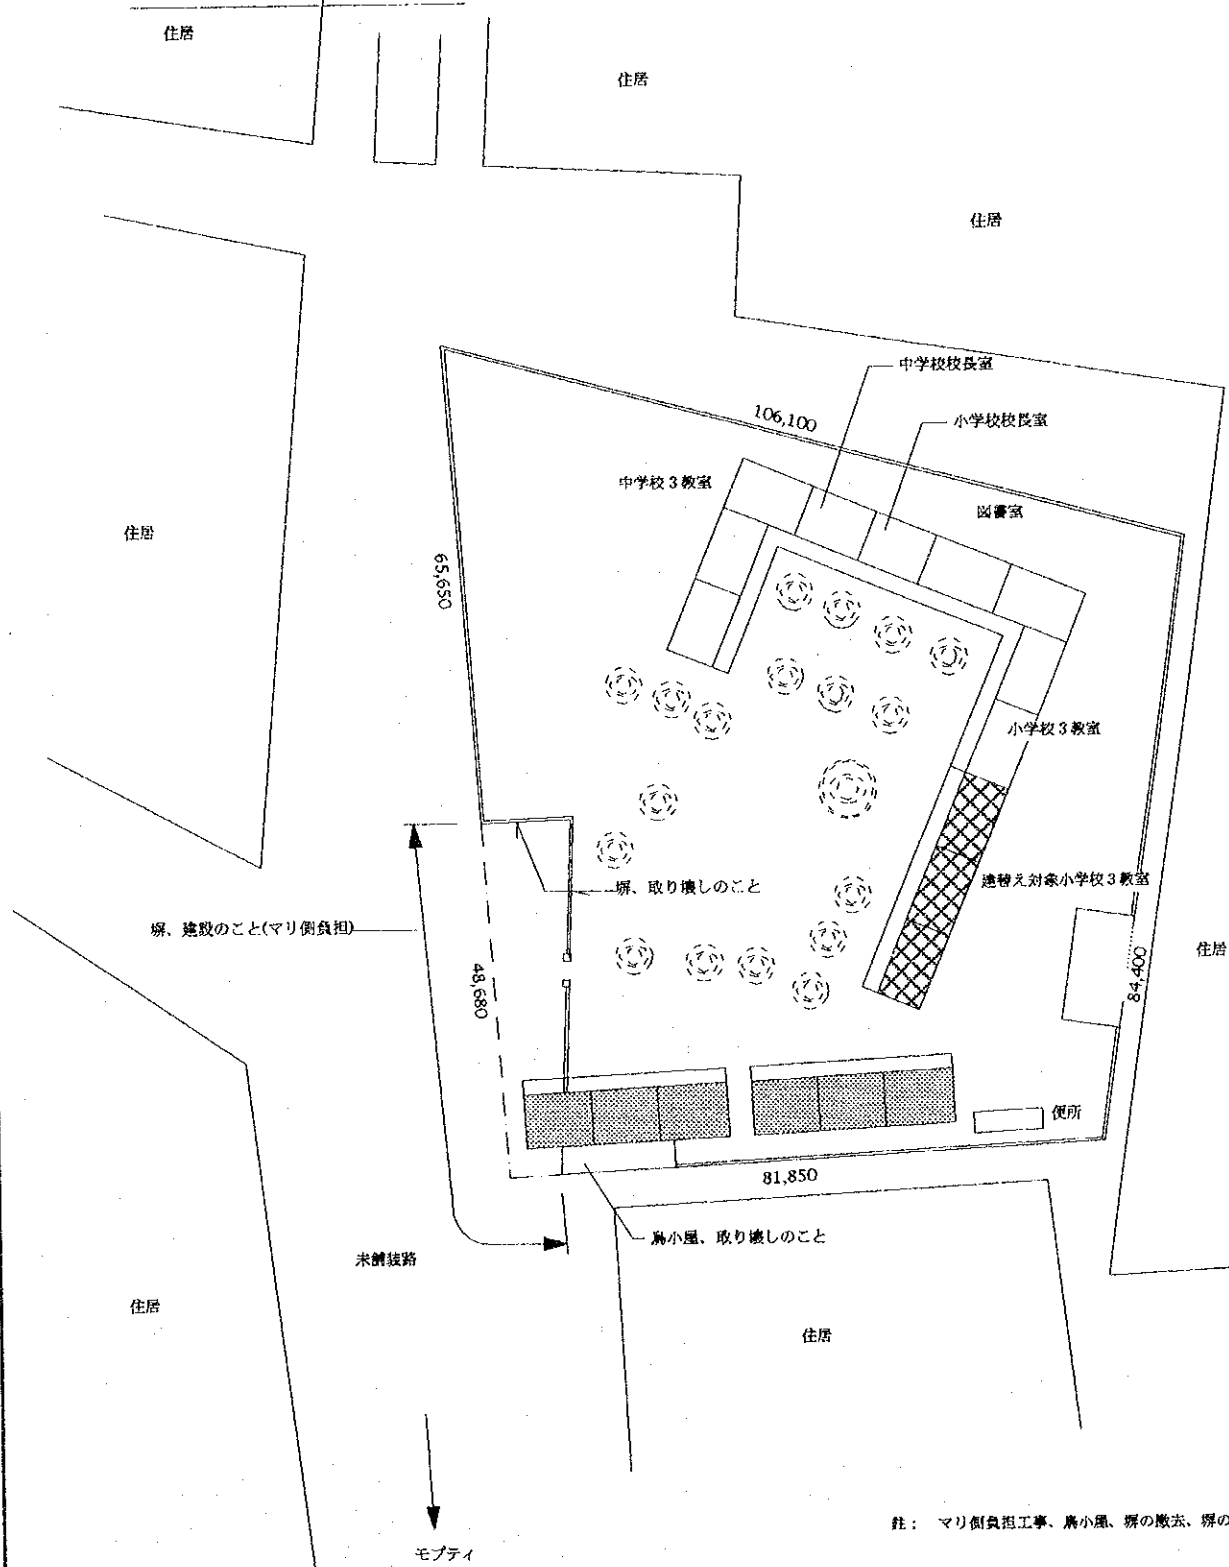 住居
住居
住居
中学校校長室
106,100
小学校校長室
中学校3教室
図書室
住居
65,650
小学校3教室
建替え対象小学校3教室
塀、取り壊しのこと
塀、建設のこと(マリ側負担)
住居
84,400
48,680
便所
81,850
鳥小屋、取り壊しのこと
未舗装路
住居
住居
註: マリ側負担工事、鳥小屋、塀の撤去、塀の
モプティ